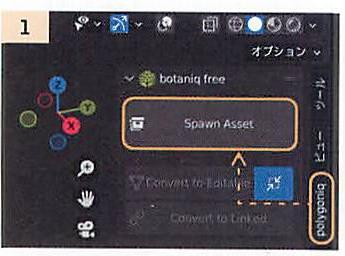 1
オプション
botaniq free
Spawn Asset
Convert to Editable
Convert to Linked
ツール
ビュー
polygoniq
Z
Y
X